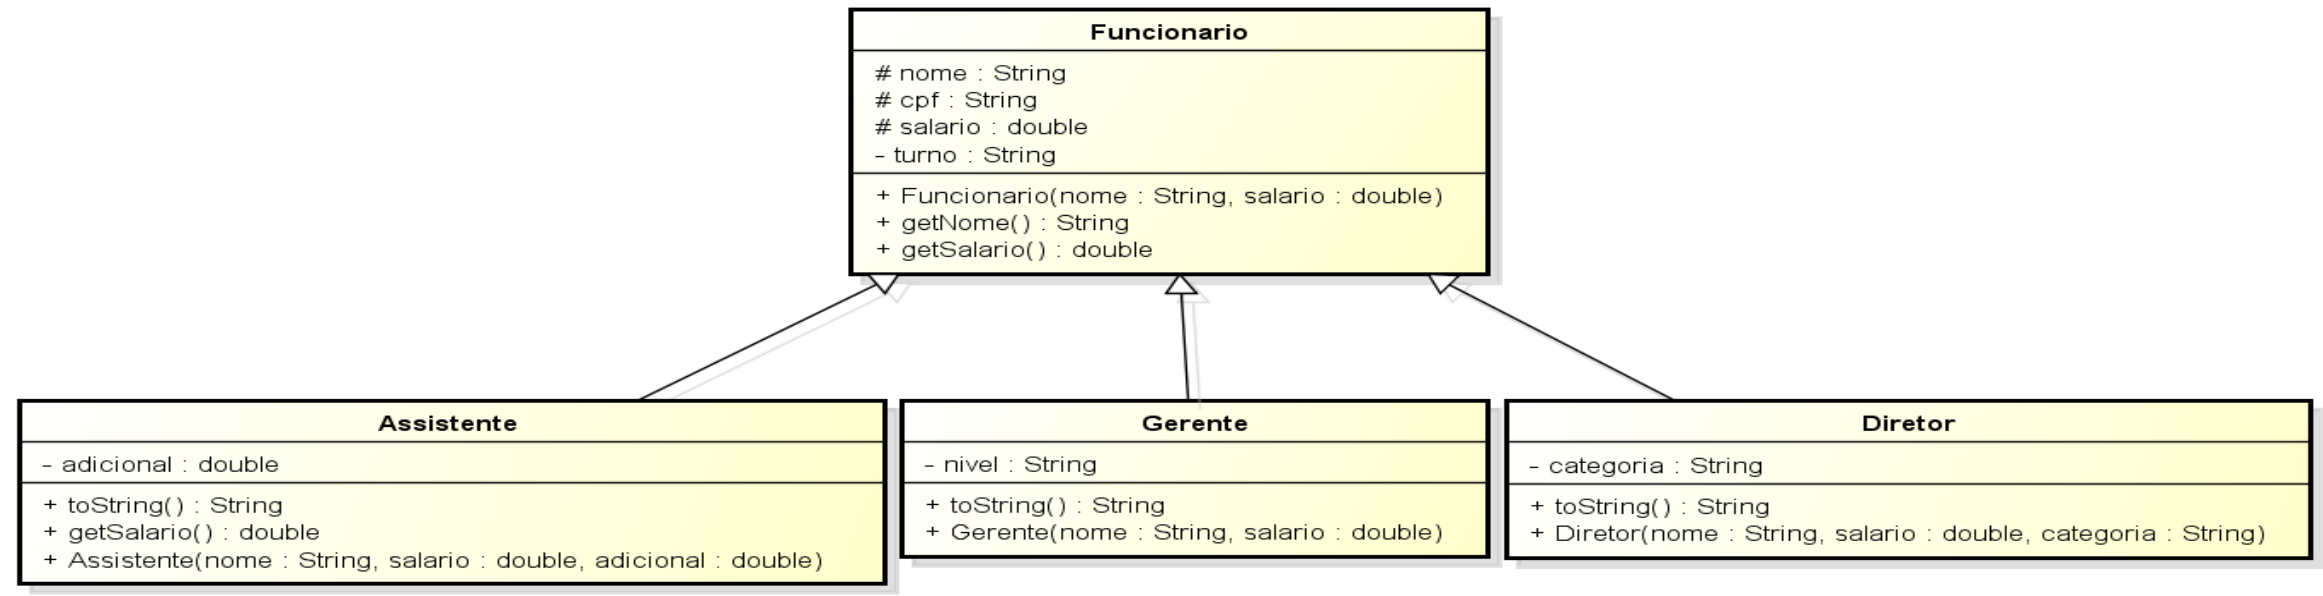 Funcionario
# nome : String
# cpf : String
# salario : double
- turno : String
+ Funcionario(nome : String, salario : double)
+ getNome() : String
+ getSalario() : double
Assistente
- adicional : double
+ toString() : String
+ getSalario() : double
+ Assistente(nome : String, salario : double, adicional : double)
Gerente
- nivel : String
+ toString() : String
+ Gerente(nome : String, salario : double)
Diretor
- categoria : String
+ toString() : String
+ Diretor(nome : String, salario : double, categoria : String)